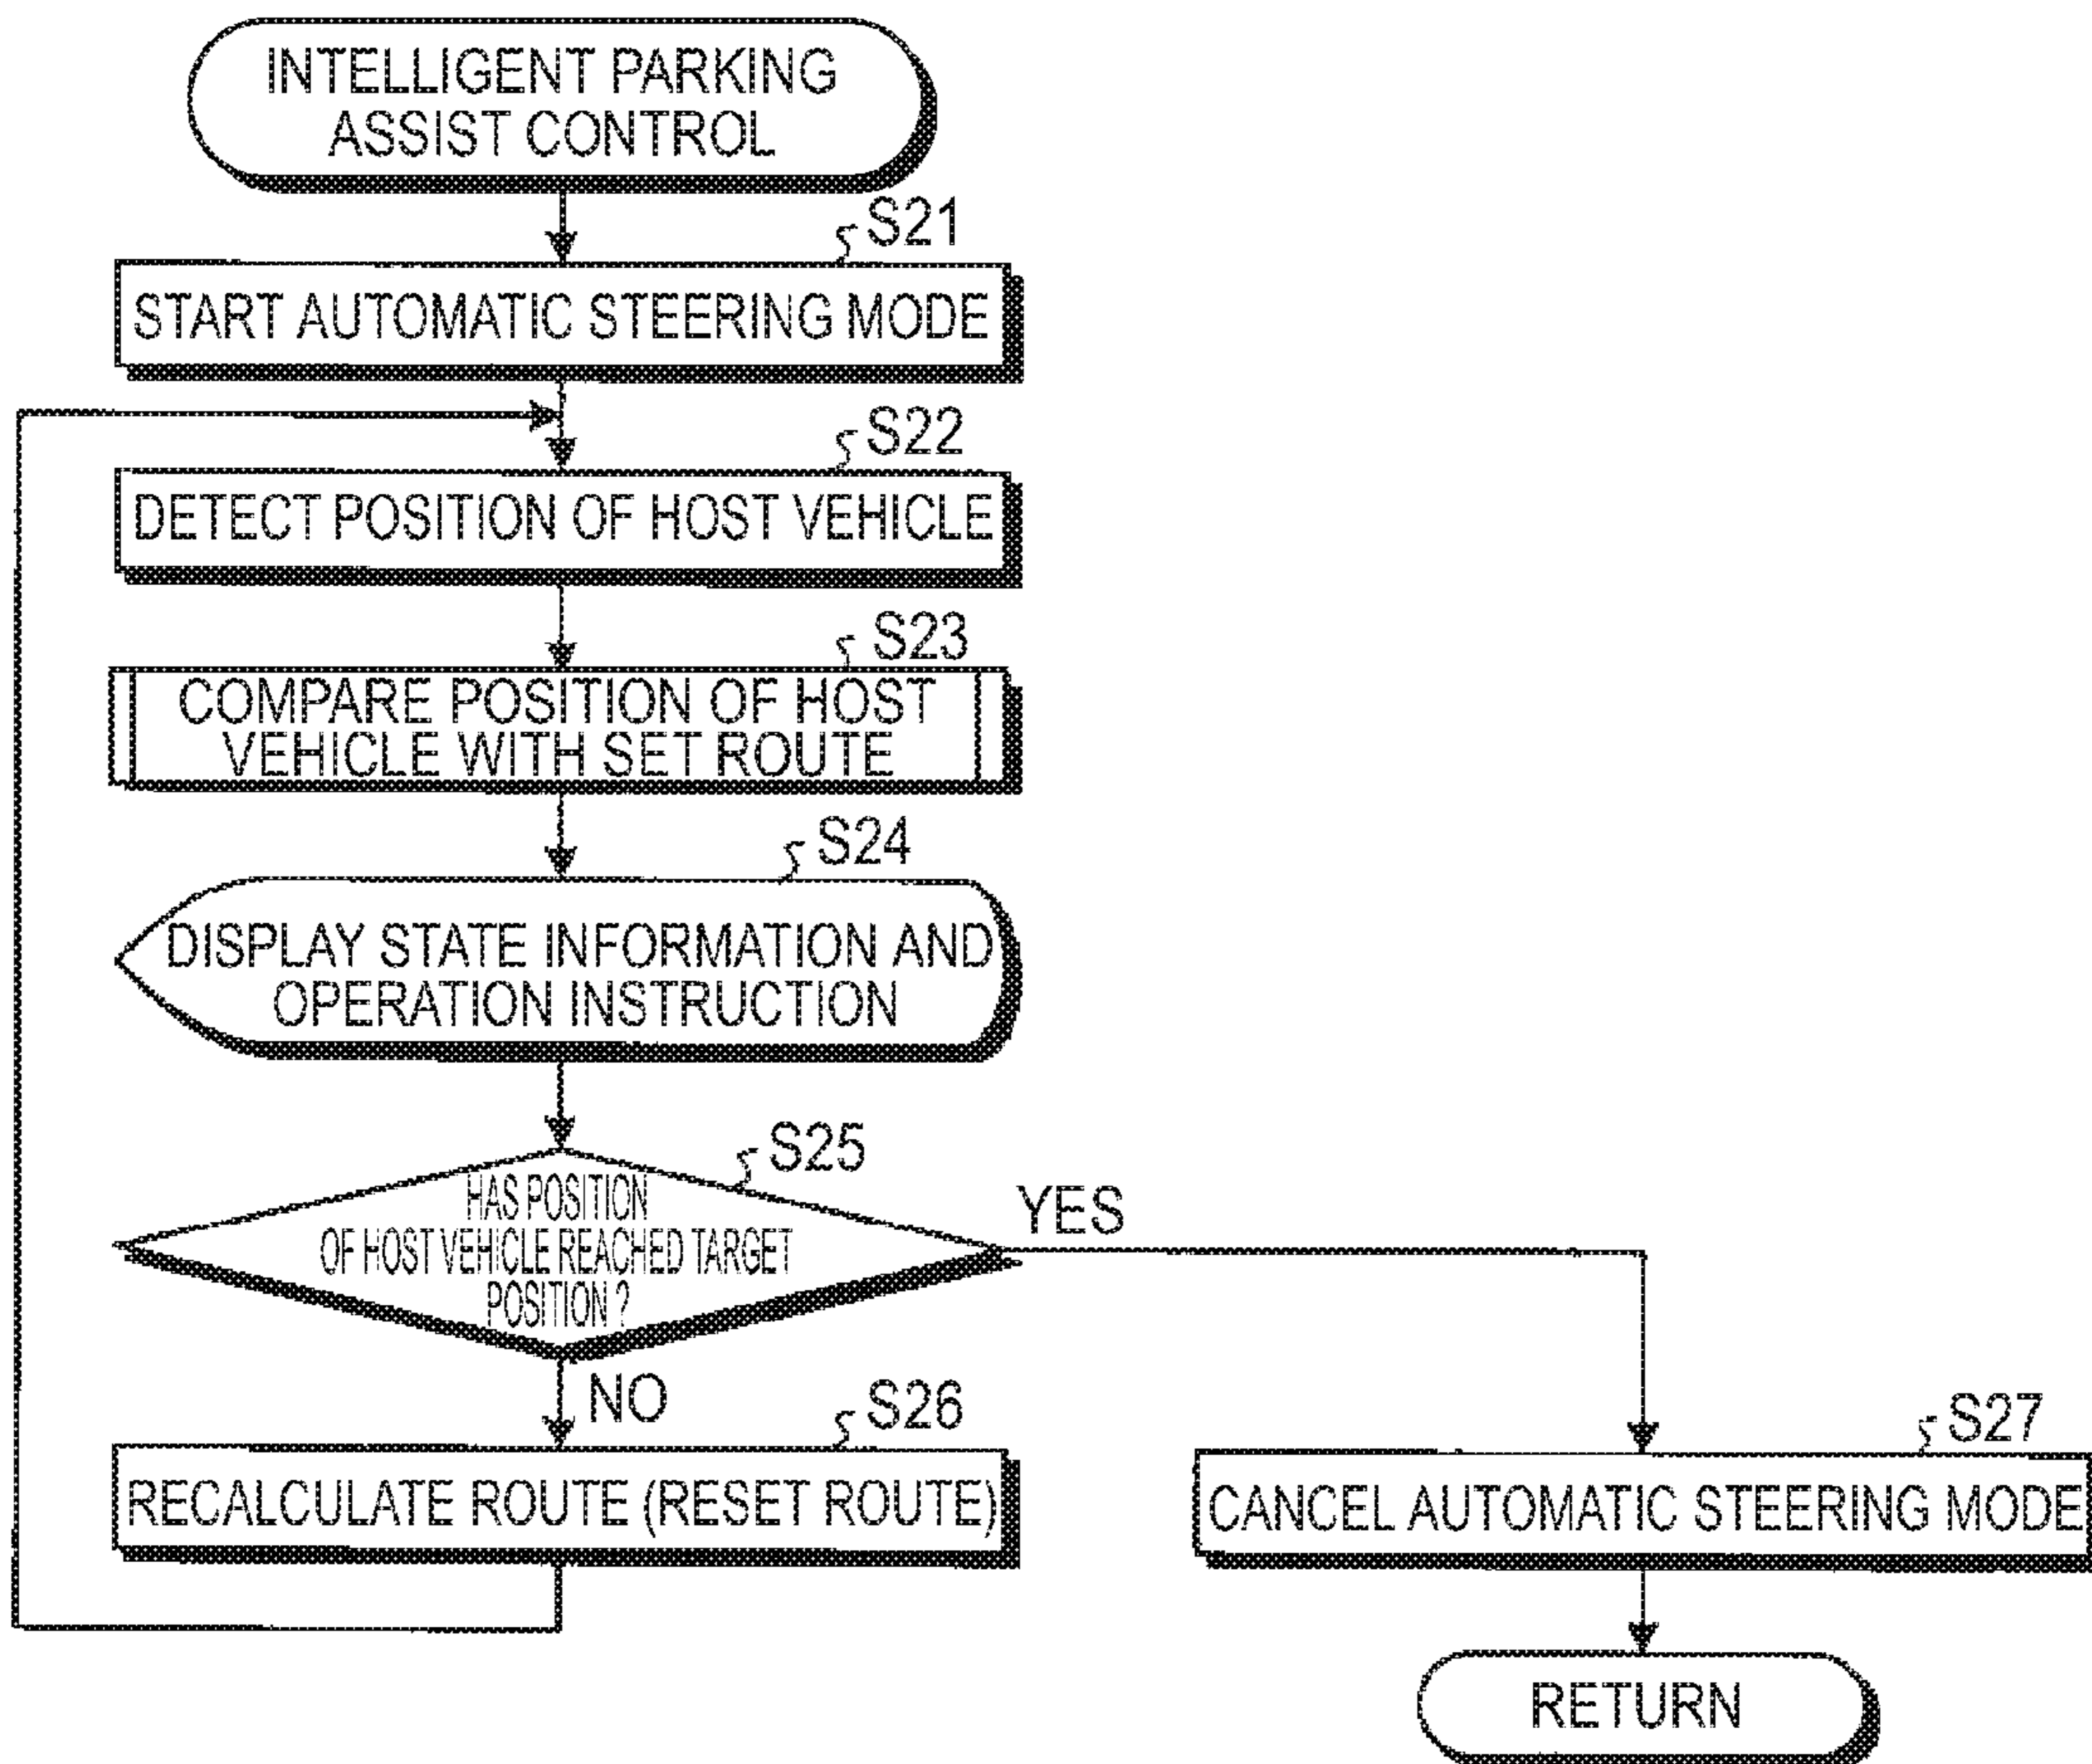 INTELLIGENT PARKING
ASSIST CONTROL
S21
START AUTOMATIC STEERING MODE
S22
DETECT POSITION OF HOST VEHICLE
S23
COMPARE POSITION OF HOST
VEHICLE WITH SET ROUTE
S24
DISPLAY STATE INFORMATION AND
OPERATION INSTRUCTION
S25
HAS POSITION
OF HOST VEHICLE REACHED TARGET
POSITION ?
YES
NO
S26
RECALCULATE ROUTE (RESET ROUTE)
S27
CANCEL AUTOMATIC STEERING MODE
RETURN